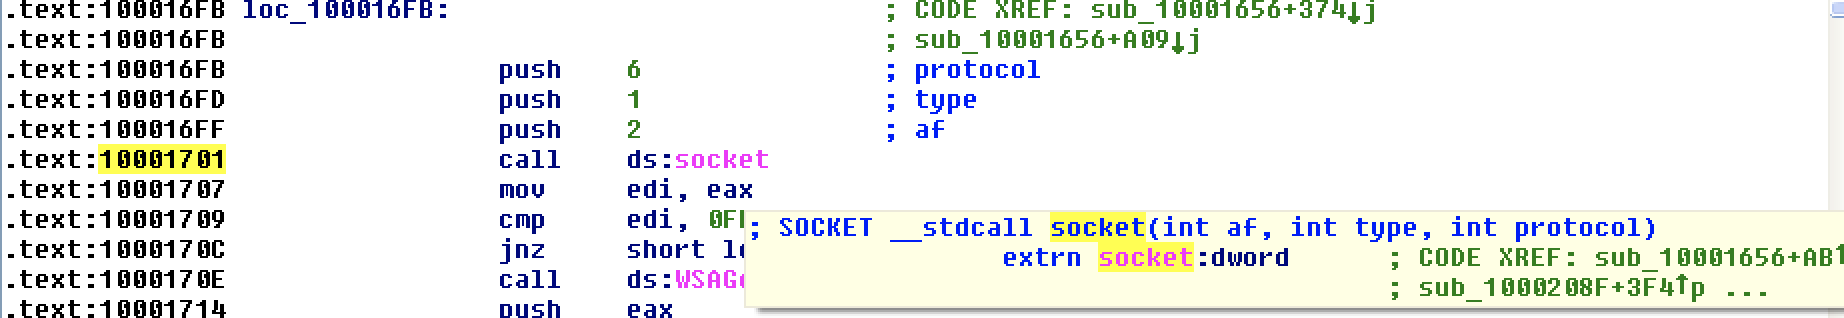 .text:100016FB loc_100016FB: ; CODE XREF: sub_10001656+374↓j
.text:100016FB ; sub_10001656+A09↓j
.text:100016FB push 6 ; protocol
.text:100016FD push 1 ; type
.text:100016FF push 2 ; af
.text:10001701 call ds:socket
.text:10001707 mov edi, eax
.text:10001709 cmp edi, 0F
.text:1000170C jnz short
.text:1000170E call ds:WSAG
.text:10001714 push eax
; SOCKET __stdcall socket(int af, int type, int protocol)
extrn socket:dword ; CODE XREF: sub_10001656+AB↑
; sub_1000208F+3F4↑p ...